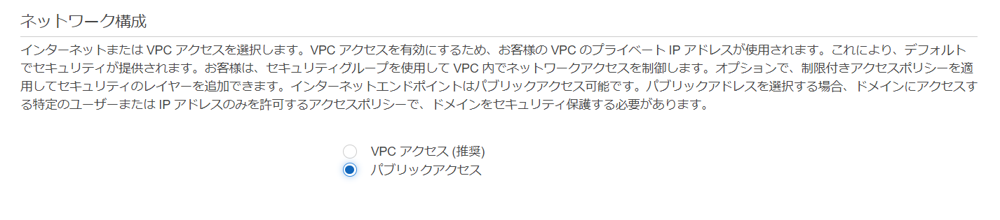 ネットワーク構成
インターネットまたは VPC アクセスを選択します。VPC アクセスを有効にするため、お客様の VPC のプライベート IP アドレスが使用されます。これにより、デフォルト
でセキュリティが提供されます。お客様は、セキュリティグループを使用して VPC 内でネットワークアクセスを制御します。オプションで、制限付きアクセスポリシーを適
用してセキュリティのレイヤーを追加できます。インターネットエンドポイントはパブリックアクセス可能です。パブリックアドレスを選択する場合、ドメインにアクセスす
る特定のユーザーまたは IP アドレスのみを許可するアクセスポリシーで、ドメインをセキュリティ保護する必要があります。
VPC アクセス (推奨)
パブリックアクセス